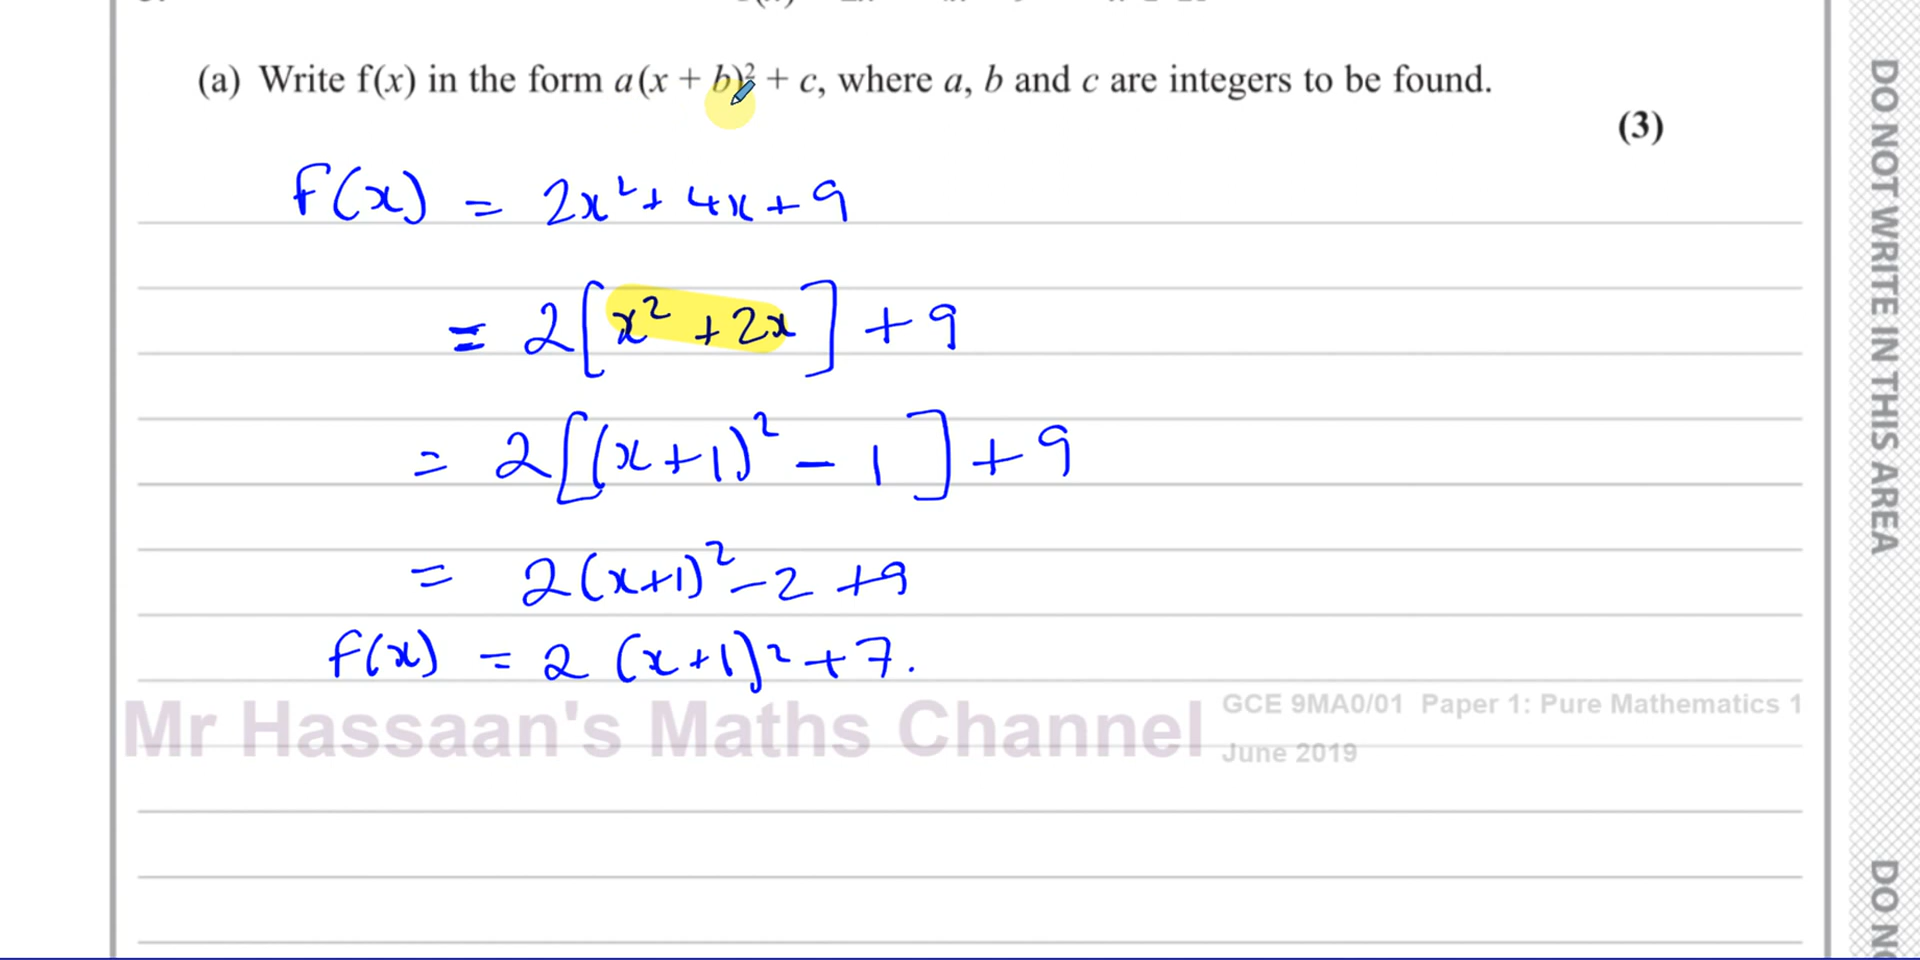 (a) Write f(x) in the form a(x + b)² + c, where a, b and c are integers to be found.
(3)
f(x) = 2x² + 4x + 9
= 2[x² + 2x] + 9
= 2[(x+1)² - 1] + 9
= 2(x+1)² - 2 + 9
f(x) = 2(x+1)² + 7.
Mr Hassaan's Maths Channel
GCE 9MA0/01 Paper 1: Pure Mathematics 1
June 2019
DO NOT WRITE IN THIS AREA
DO NO